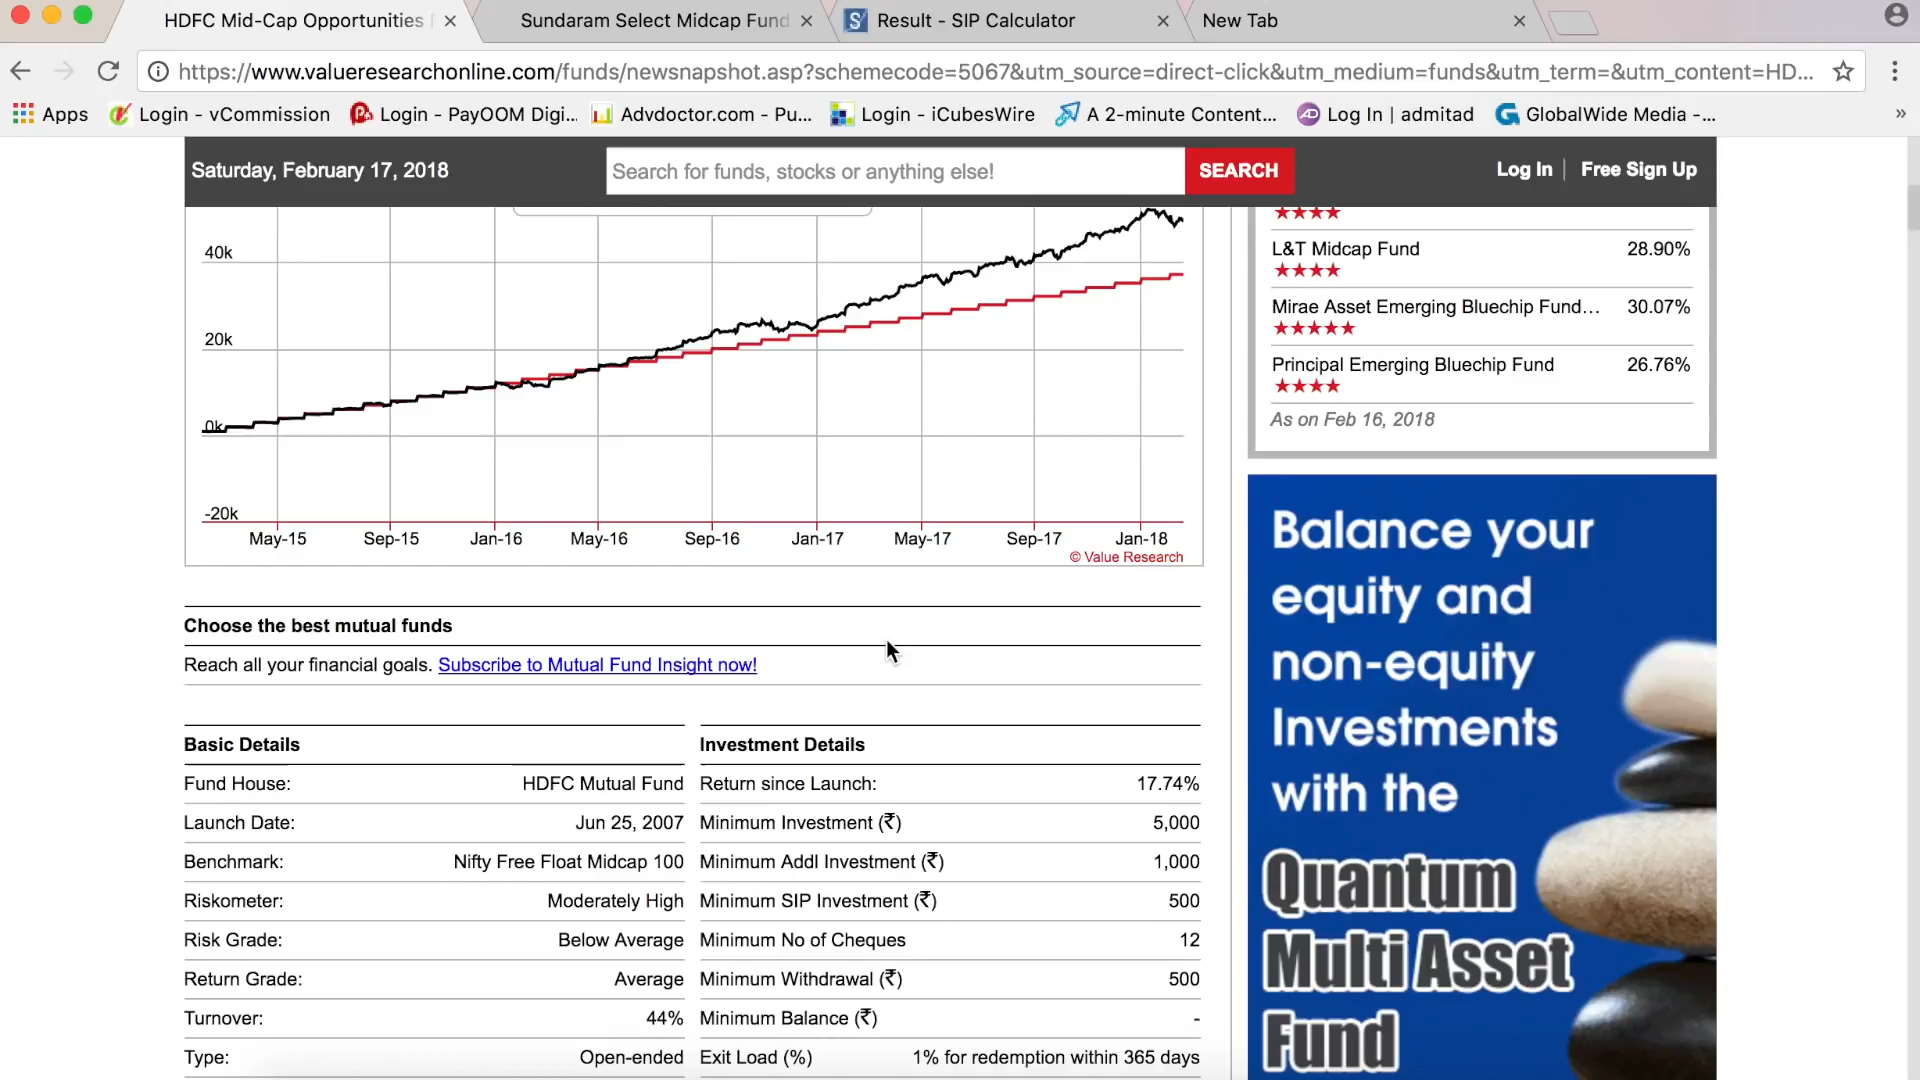 HDFC Mid-Cap Opportunities
Sundaram Select Midcap Fund
Result - SIP Calculator
New Tab
https://www.valueresearchonline.com/funds/newsnapshot.asp?schemecode=5067&utm_source=direct-click&utm_medium=funds&utm_term=&utm_content=HD...
Apps
Login - vCommission
Login - PayOOM Digi...
Advdoctor.com - Pu...
Login - iCubesWire
A 2-minute Content...
Log In | admitad
GlobalWide Media -...
»
Saturday, February 17, 2018
Search for funds, stocks or anything else!
SEARCH
Log In
Free Sign Up
40k
20k
0k
-20k
May-15 Sep-15 Jan-16 May-16 Sep-16 Jan-17 May-17 Sep-17 Jan-18
© Value Research
★★★★
L&T Midcap Fund 28.90%
★★★★
Mirae Asset Emerging Bluechip Fund... 30.07%
★★★★★
Principal Emerging Bluechip Fund 26.76%
★★★★
As on Feb 16, 2018
Choose the best mutual funds
Reach all your financial goals. Subscribe to Mutual Fund Insight now!
Basic Details
Fund House: HDFC Mutual Fund
Launch Date: Jun 25, 2007
Benchmark: Nifty Free Float Midcap 100
Riskometer: Moderately High
Risk Grade: Below Average
Return Grade: Average
Turnover: 44%
Type: Open-ended
Investment Details
Return since Launch: 17.74%
Minimum Investment (₹) 5,000
Minimum Addl Investment (₹) 1,000
Minimum SIP Investment (₹) 500
Minimum No of Cheques 12
Minimum Withdrawal (₹) 500
Minimum Balance (₹) -
Exit Load (%) 1% for redemption within 365 days
Balance your
equity and
non-equity
Investments
with the
Quantum
Multi Asset
Fund